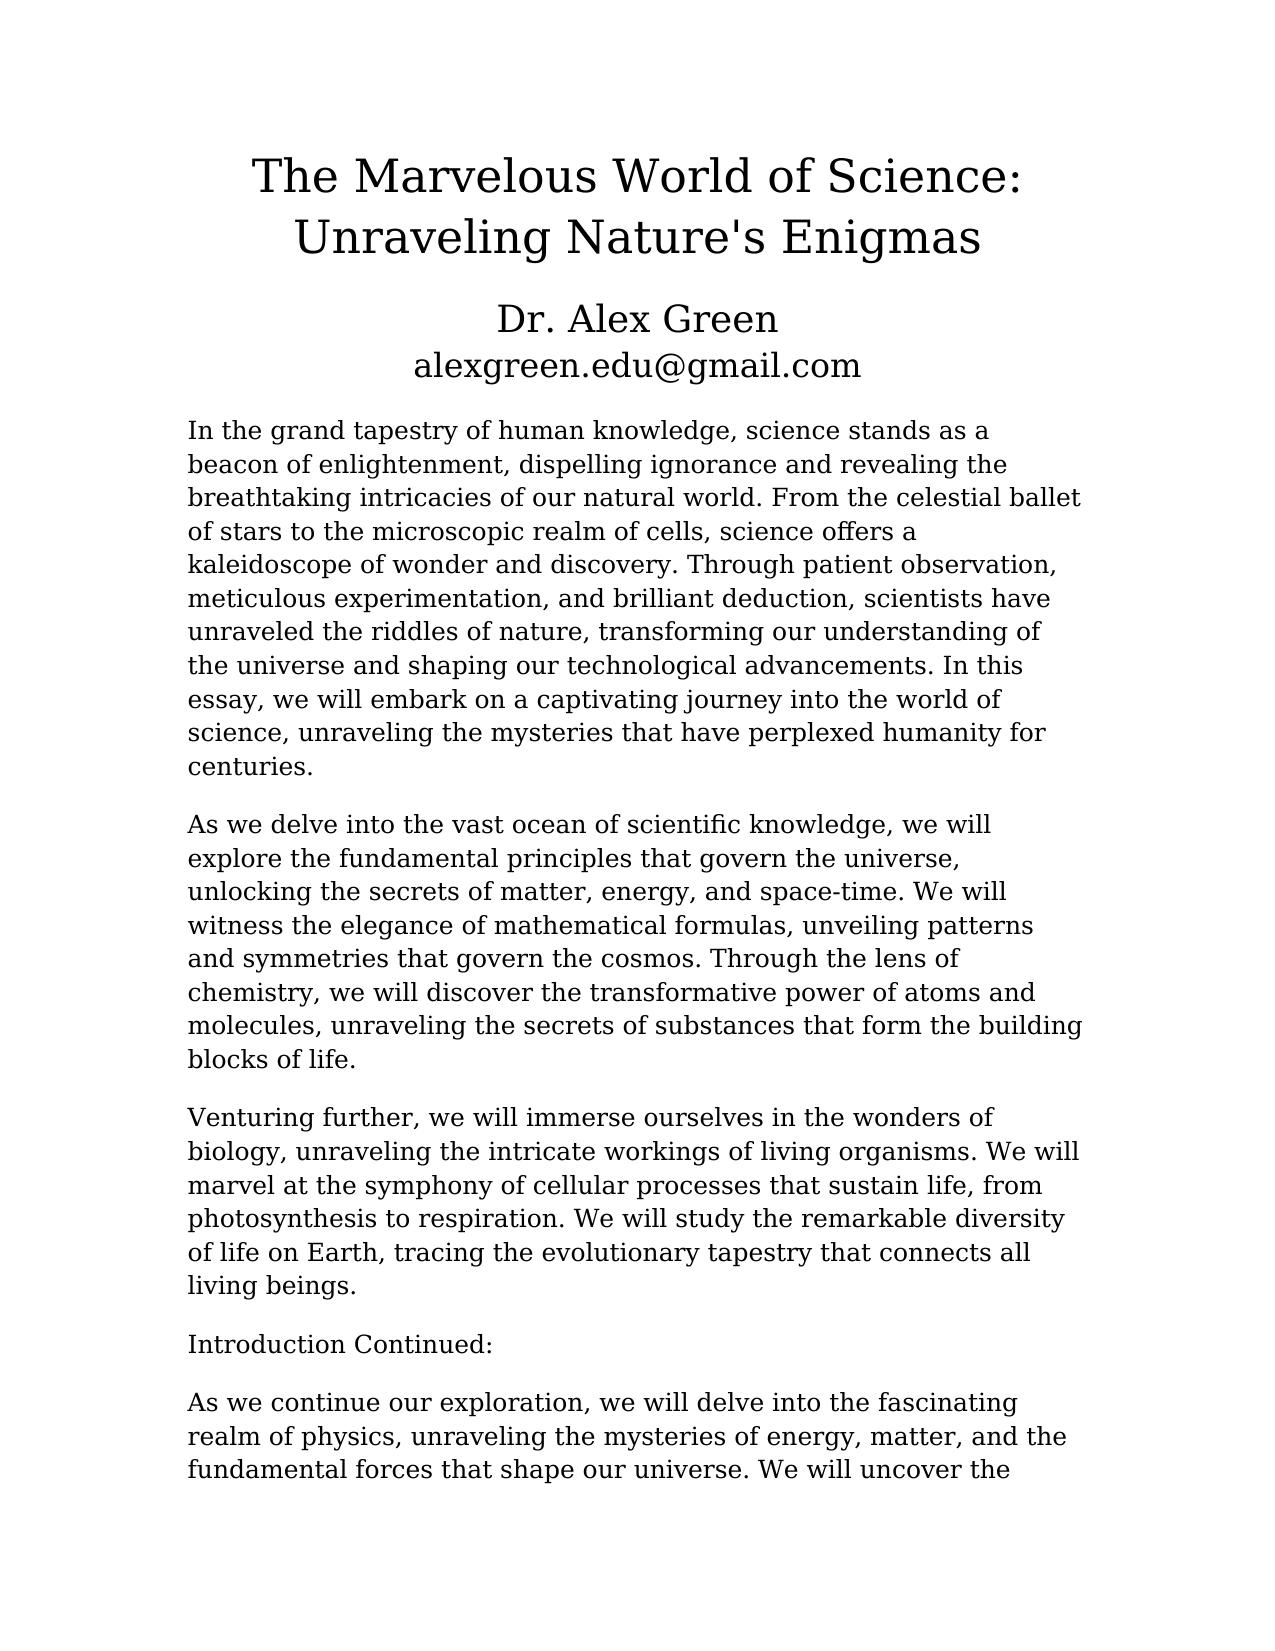 The Marvelous World of Science:
Unraveling Nature's Enigmas
Dr. Alex Green
alexgreen.edu@gmail.com
In the grand tapestry of human knowledge, science stands as a
beacon of enlightenment, dispelling ignorance and revealing the
breathtaking intricacies of our natural world. From the celestial ballet
of stars to the microscopic realm of cells, science offers a
kaleidoscope of wonder and discovery. Through patient observation,
meticulous experimentation, and brilliant deduction, scientists have
unraveled the riddles of nature, transforming our understanding of
the universe and shaping our technological advancements. In this
essay, we will embark on a captivating journey into the world of
science, unraveling the mysteries that have perplexed humanity for
centuries.
As we delve into the vast ocean of scientific knowledge, we will
explore the fundamental principles that govern the universe,
unlocking the secrets of matter, energy, and space-time. We will
witness the elegance of mathematical formulas, unveiling patterns
and symmetries that govern the cosmos. Through the lens of
chemistry, we will discover the transformative power of atoms and
molecules, unraveling the secrets of substances that form the building
blocks of life.
Venturing further, we will immerse ourselves in the wonders of
biology, unraveling the intricate workings of living organisms. We will
marvel at the symphony of cellular processes that sustain life, from
photosynthesis to respiration. We will study the remarkable diversity
of life on Earth, tracing the evolutionary tapestry that connects all
living beings.
Introduction Continued:
As we continue our exploration, we will delve into the fascinating
realm of physics, unraveling the mysteries of energy, matter, and the
fundamental forces that shape our universe. We will uncover the